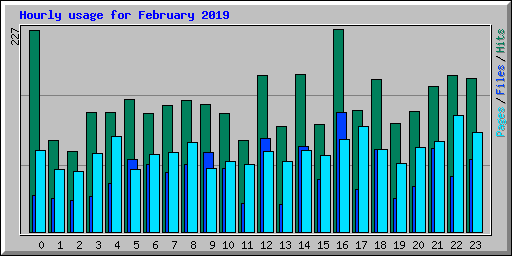 Hourly usage for February 2019
227
Pages/Files/Hits
0 1 2 3 4 5 6 7 8 9 10 11 12 13 14 15 16 17 18 19 20 21 22 23